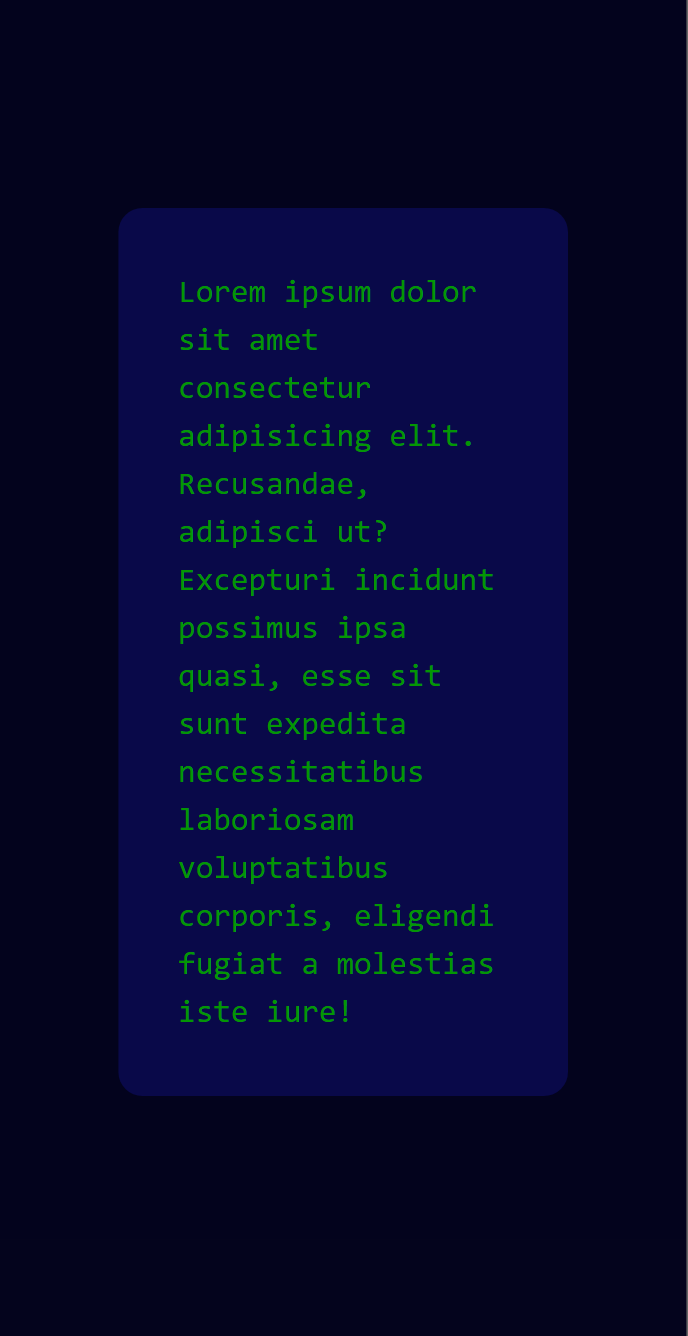 Lorem ipsum dolor
sit amet
consectetur
adipisicing elit.
Recusandae,
adipisci ut?
Excepturi incidunt
possimus ipsa
quasi, esse sit
sunt expedita
necessitatibus
laboriosam
voluptatibus
corporis, eligendi
fugiat a molestias
iste iure!